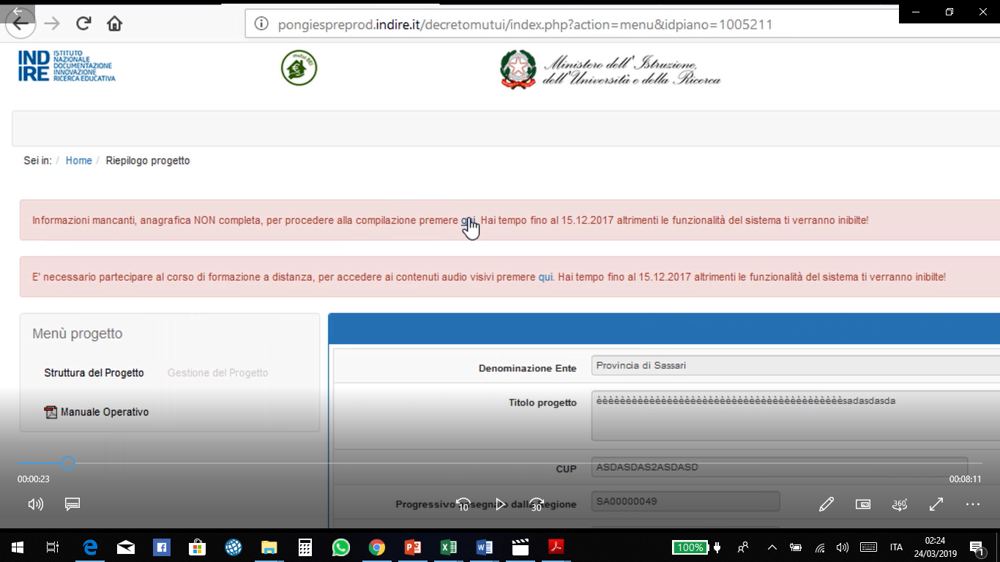 pongiespreprod.indire.it/decretomutui/index.php?action=menu&idpiano=1005211
INDIRE
ISTITUTO
NAZIONALE
DOCUMENTAZIONE
INNOVAZIONE
RICERCA EDUCATIVA
mutui BEI
Ministero dell'Istruzione,
dell'Università e della Ricerca
Sei in: / Home / Riepilogo progetto
Informazioni mancanti, anagrafica NON completa, per procedere alla compilazione premere qui. Hai tempo fino al 15.12.2017 altrimenti le funzionalità del sistema ti verranno inibilte!
E' necessario partecipare al corso di formazione a distanza, per accedere ai contenuti audio visivi premere qui. Hai tempo fino al 15.12.2017 altrimenti le funzionalità del sistema ti verranno inibilte!
Menù progetto
Struttura del Progetto Gestione del Progetto
Manuale Operativo
Denominazione Ente Provincia di Sassari
Titolo progetto èèèèèèèèèèèèèèèèèèèèèèèèèèèèèèèèèèèèèèèèèèsadasdasda
CUP ASDASDAS2ASDASD
Progressivo assegnato dalla Regione SA00000049
00:00:23 00:08:11
10 30 360
100% ITA 02:24
24/03/2019
1